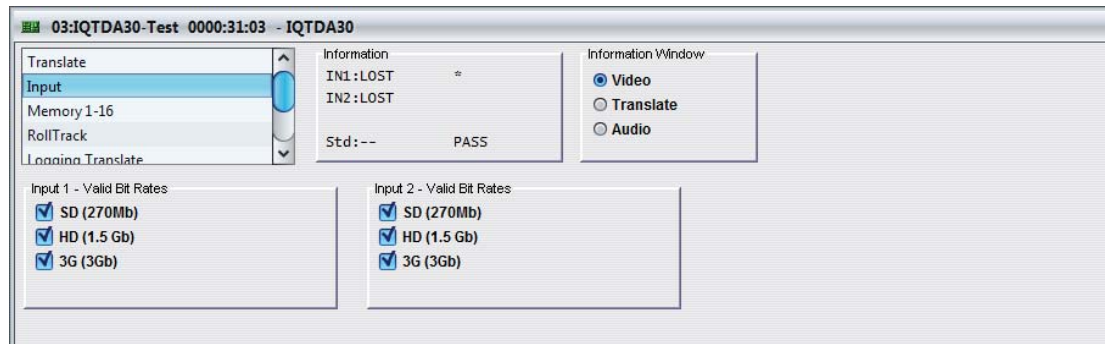 03:IQTDA30-Test 0000:31:03 - IQTDA30
Translate
Input
Memory 1-16
RollTrack
Logging Translate
Information
IN1:LOST *
IN2:LOST
Std:-- PASS
Information Window
Video
Translate
Audio
Input 1 - Valid Bit Rates
SD (270Mb)
HD (1.5 Gb)
3G (3Gb)
Input 2 - Valid Bit Rates
SD (270Mb)
HD (1.5 Gb)
3G (3Gb)